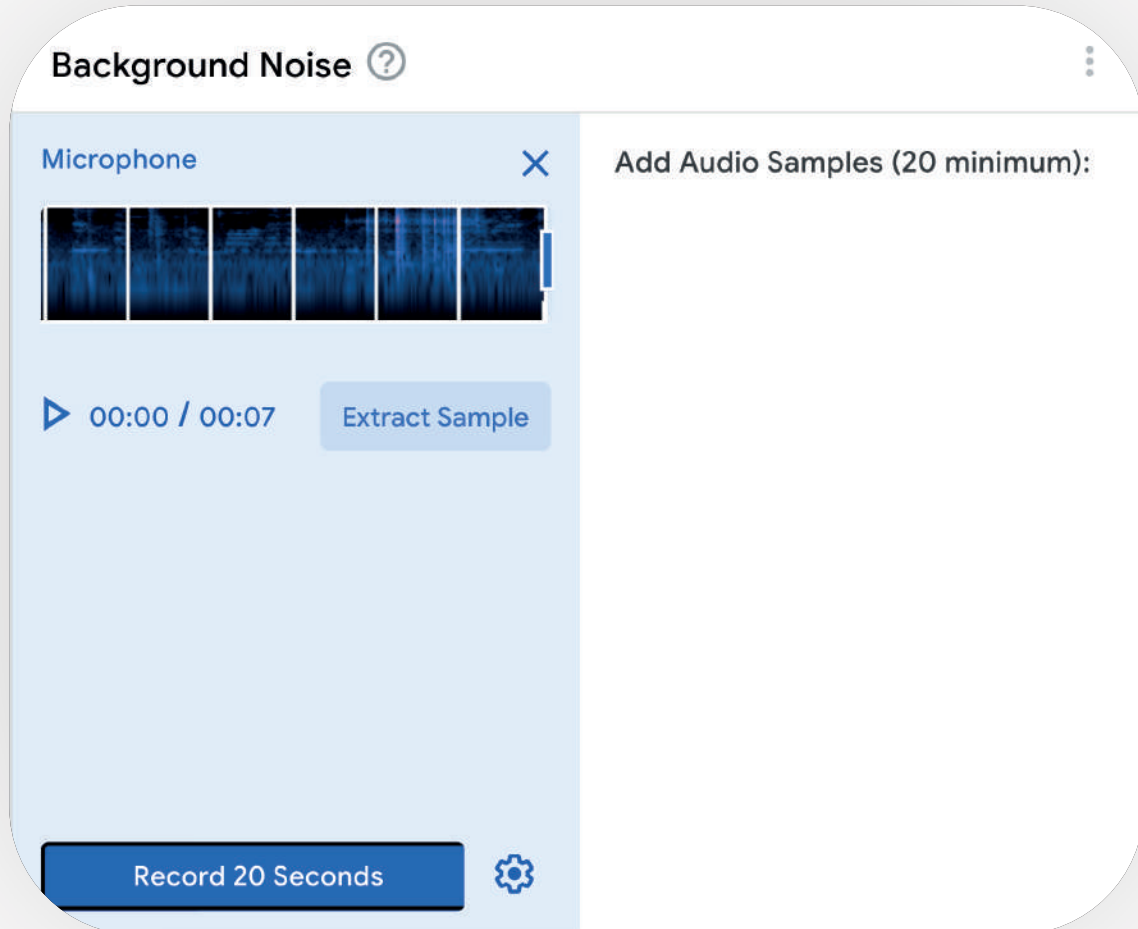 Background Noise ?
Microphone
Add Audio Samples (20 minimum):
00:00 / 00:07
Extract Sample
Record 20 Seconds